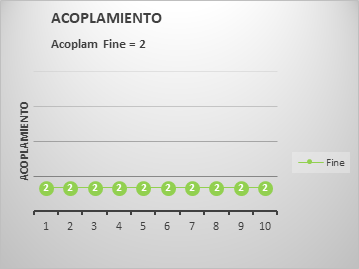 ACOPLAMIENTO
Acoplam Fine = 2
ACOPLAMIENTO
2 2 2 2 2 2 2 2 2 2
Fine
1 2 3 4 5 6 7 8 9 10